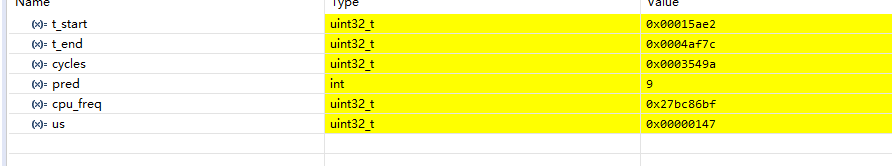 Name Type Value
(x)= t_start uint32_t 0x00015ae2
(x)= t_end uint32_t 0x0004af7c
(x)= cycles uint32_t 0x0003549a
(x)= pred int 9
(x)= cpu_freq uint32_t 0x27bc86bf
(x)= us uint32_t 0x00000147